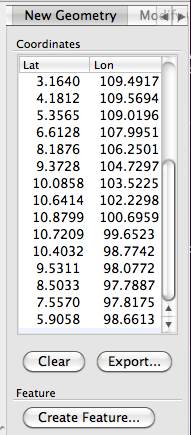 New Geometry Modif
Coordinates
Lat Lon
3.1640 109.4917
4.1812 109.5694
5.3565 109.0196
6.6128 107.9951
8.1876 106.2501
9.3728 104.7297
10.0858 103.5225
10.6414 102.2298
10.8799 100.6959
10.7209 99.6523
10.4032 98.7742
9.5311 98.0772
8.5033 97.7887
7.5570 97.8175
5.9058 98.6613
Clear Export...
Feature
Create Feature...